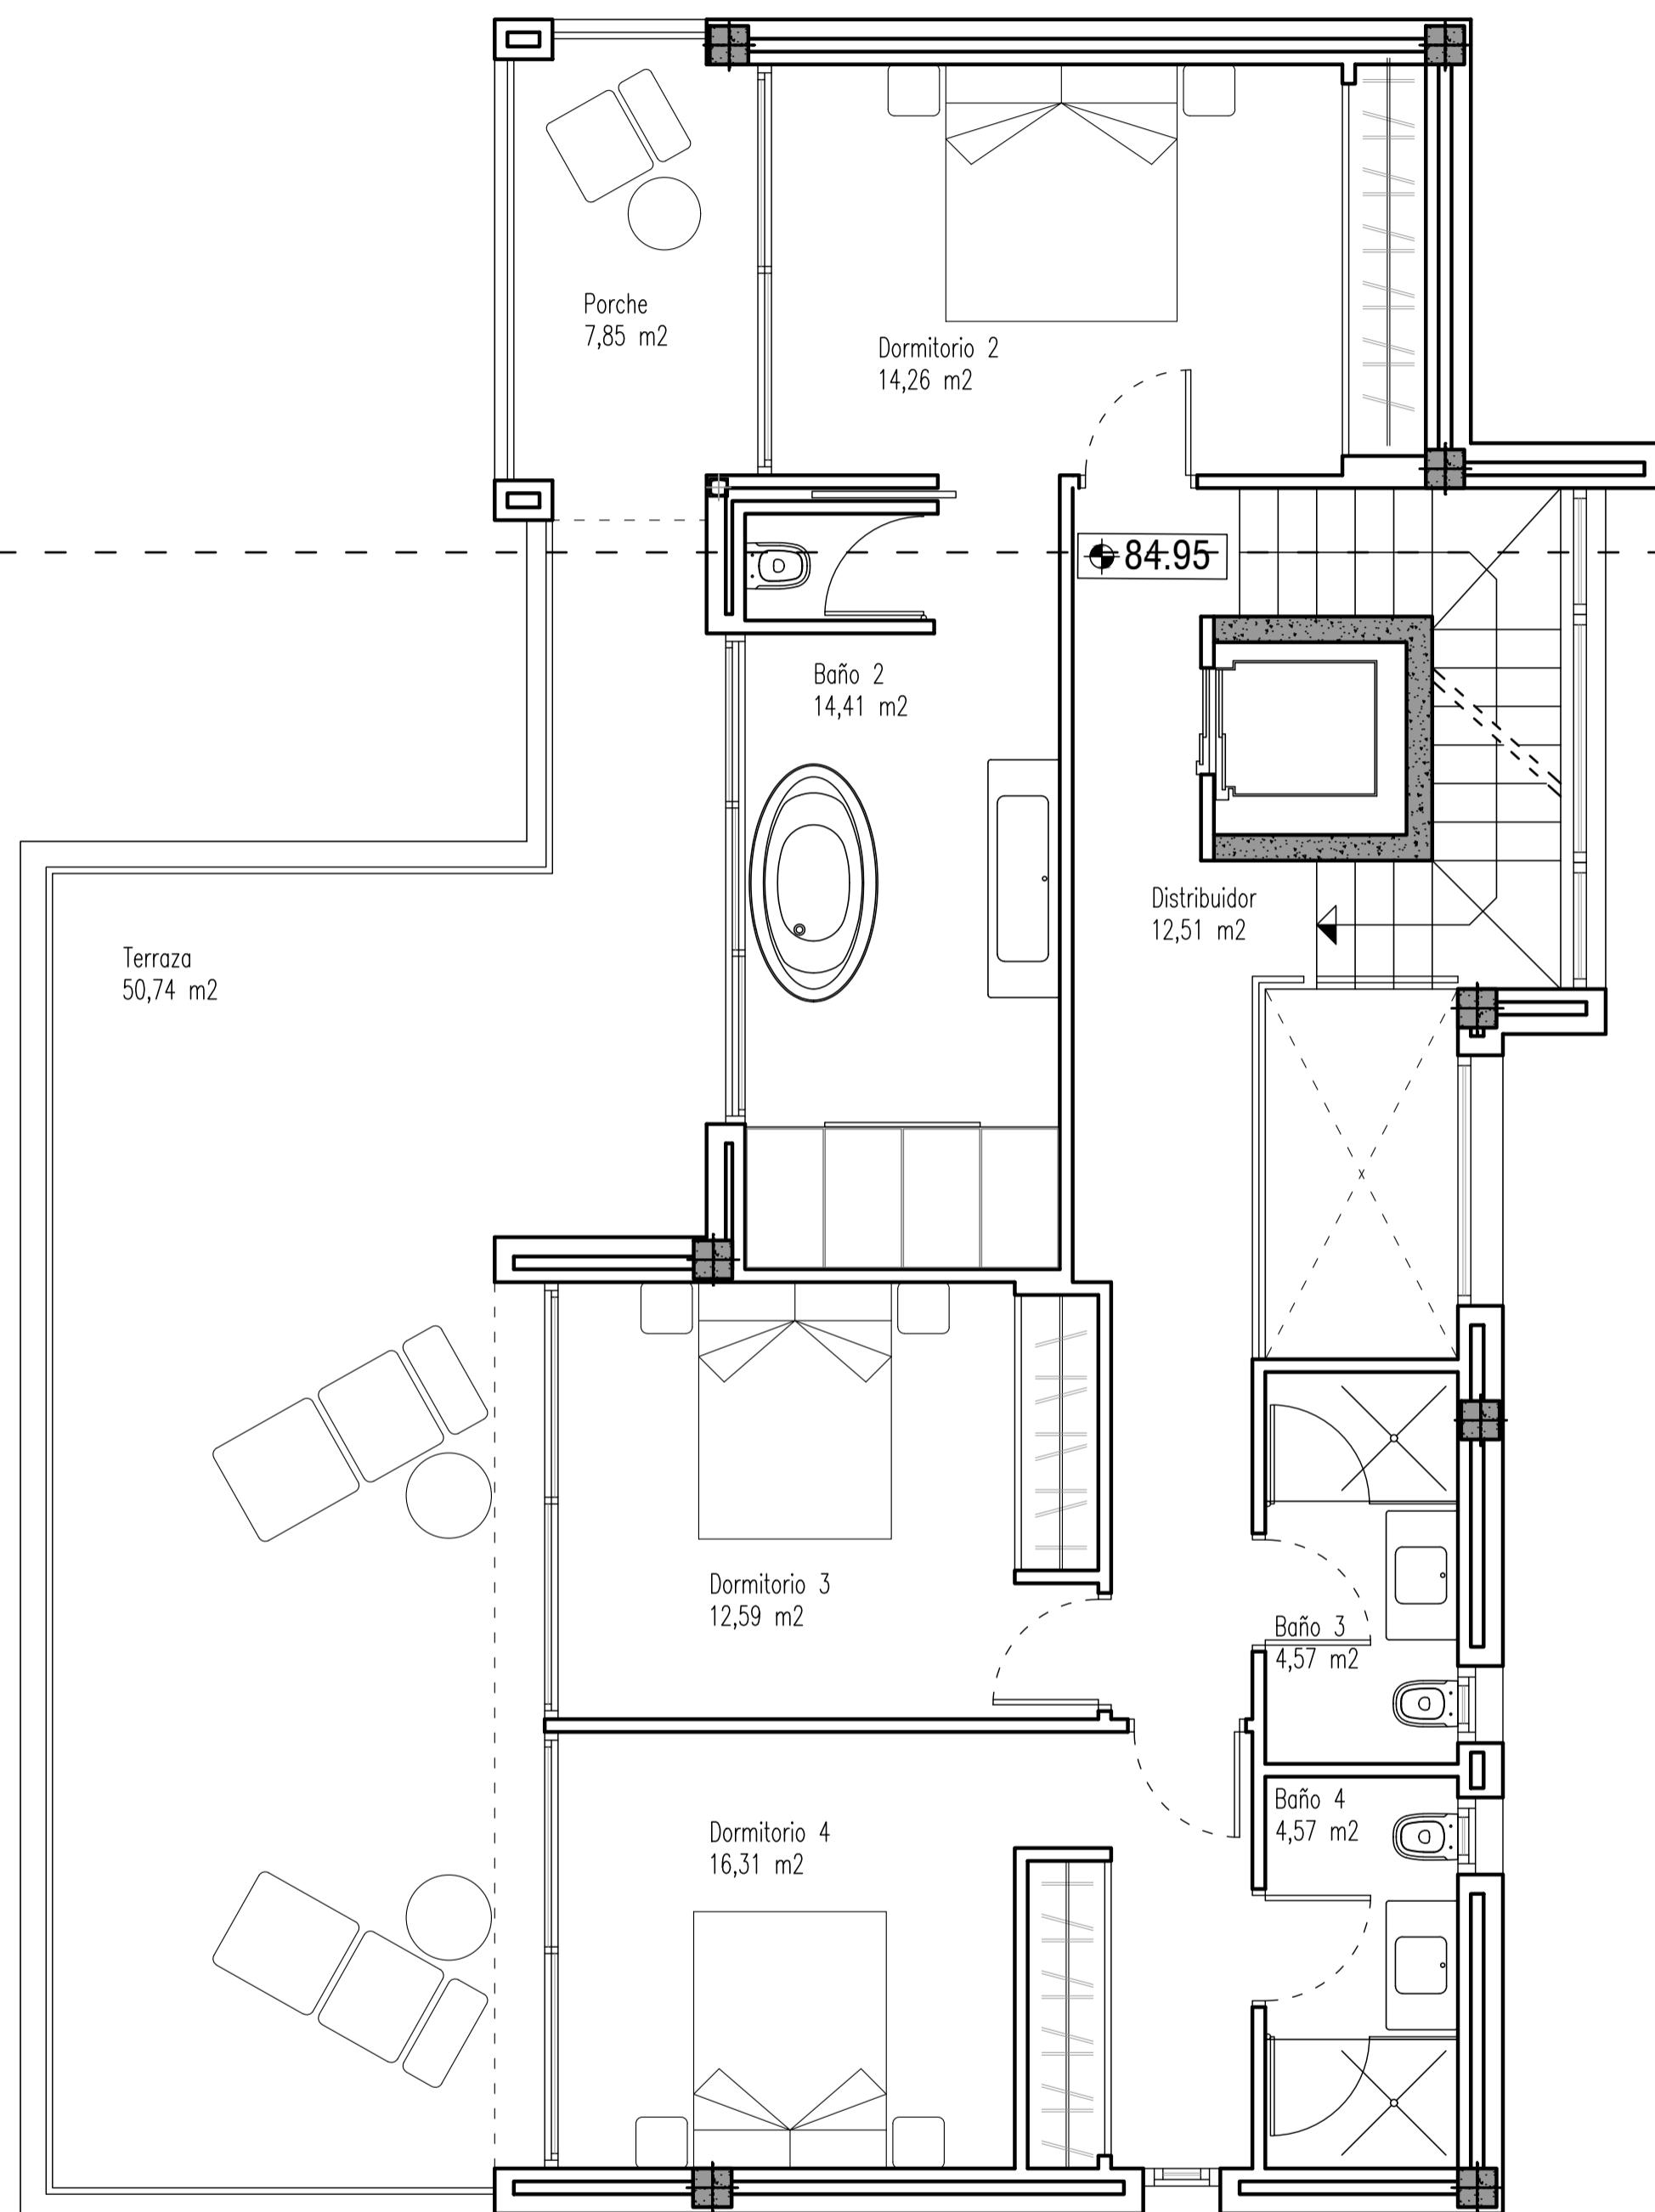 Porche
7,85 m2
Dormitorio 2
14,26 m2
84.95
Baño 2
14,41 m2
Distribuidor
12,51 m2
Terraza
50,74 m2
Dormitorio 3
12,59 m2
Baño 3
4,57 m2
Baño 4
4,57 m2
Dormitorio 4
16,31 m2